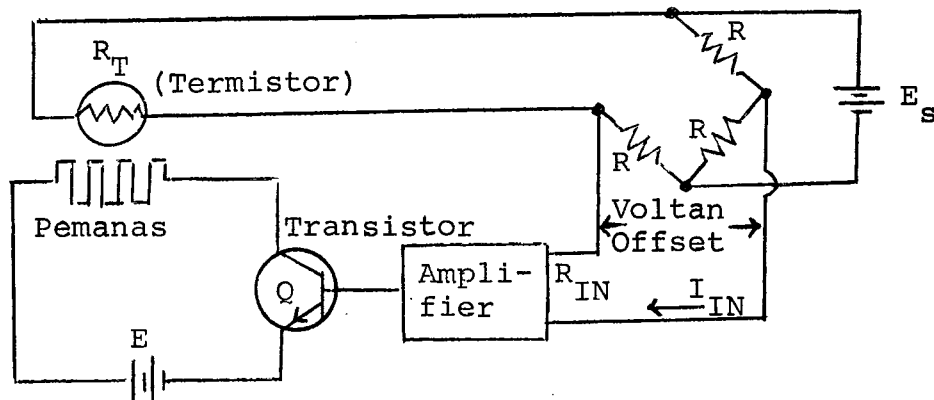 R
R_T
(Termistor)
E_s
R
R
Pemanas
Transistor
Voltan
Offset
Q
Ampli-
fier
R_IN
I_IN
E